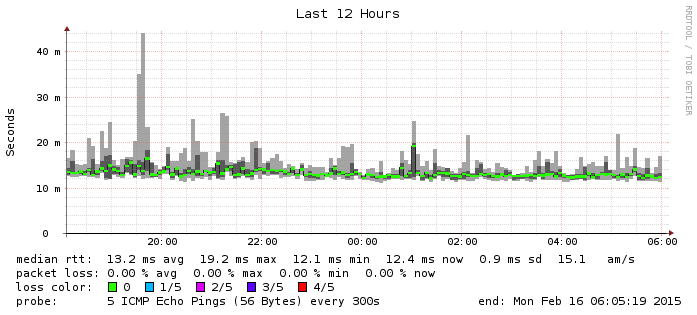 Last 12 Hours
RRDTOOL / TOBI OETIKER
Seconds
40 m
30 m
20 m
10 m
0
20:00 22:00 00:00 02:00 04:00 06:00
median rtt: 13.2 ms avg 19.2 ms max 12.1 ms min 12.4 ms now 0.9 ms sd 15.1 am/s
packet loss: 0.00 % avg 0.00 % max 0.00 % min 0.00 % now
loss color: 0 1/5 2/5 3/5 4/5
probe: 5 ICMP Echo Pings (56 Bytes) every 300s end: Mon Feb 16 06:05:19 2015